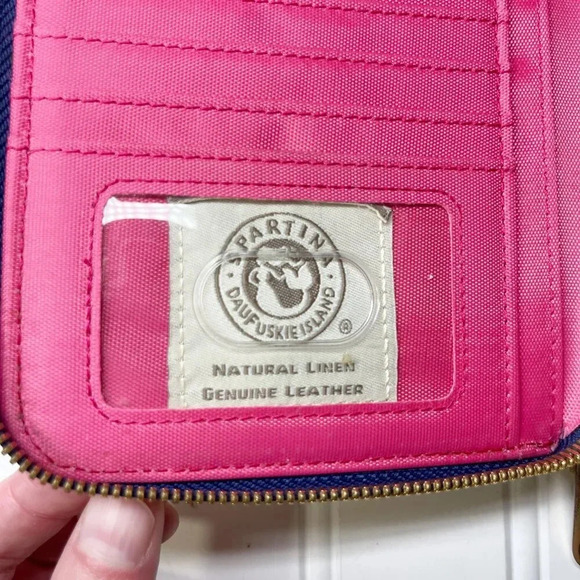 SPARTINA
DAUFUSKIE ISLAND
®
NATURAL LINEN
GENUINE LEATHER